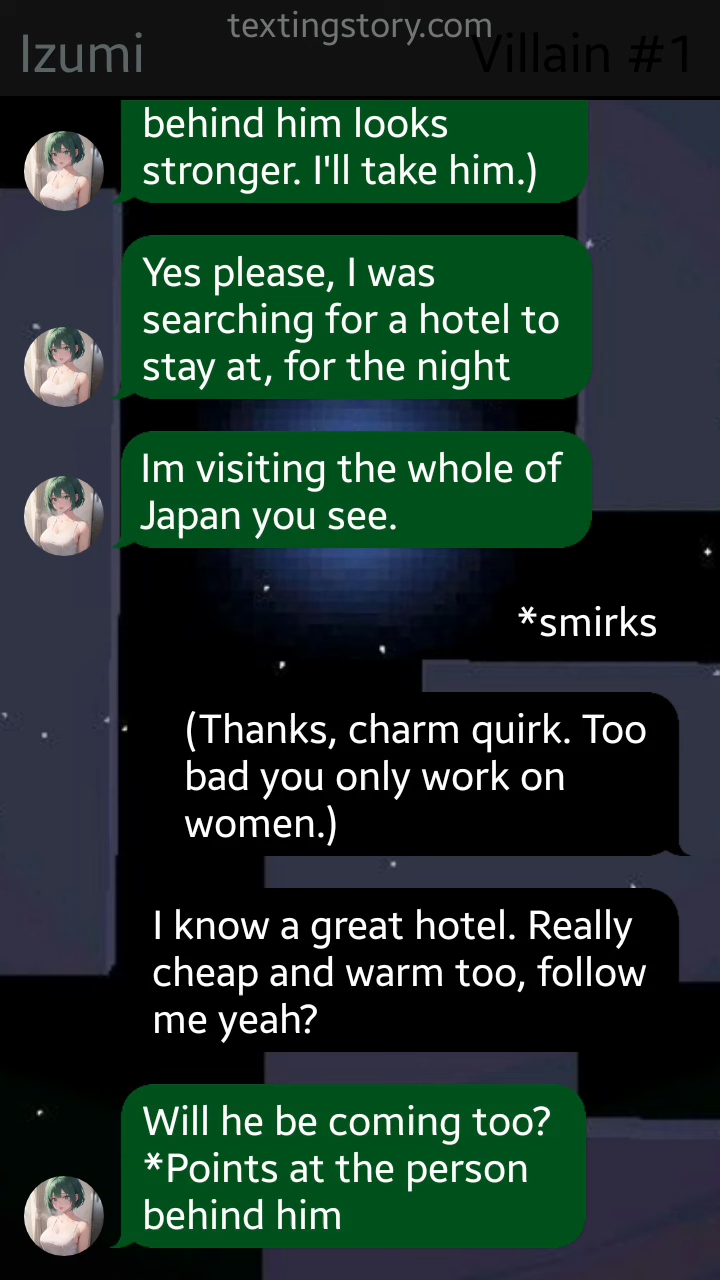 textingstory.com
Izumi
Villain #1
behind him looks
stronger. I'll take him.)
Yes please, I was
searching for a hotel to
stay at, for the night
Im visiting the whole of
Japan you see.
*smirks
(Thanks, charm quirk. Too
bad you only work on
women.)
I know a great hotel. Really
cheap and warm too, follow
me yeah?
Will he be coming too?
*Points at the person
behind him